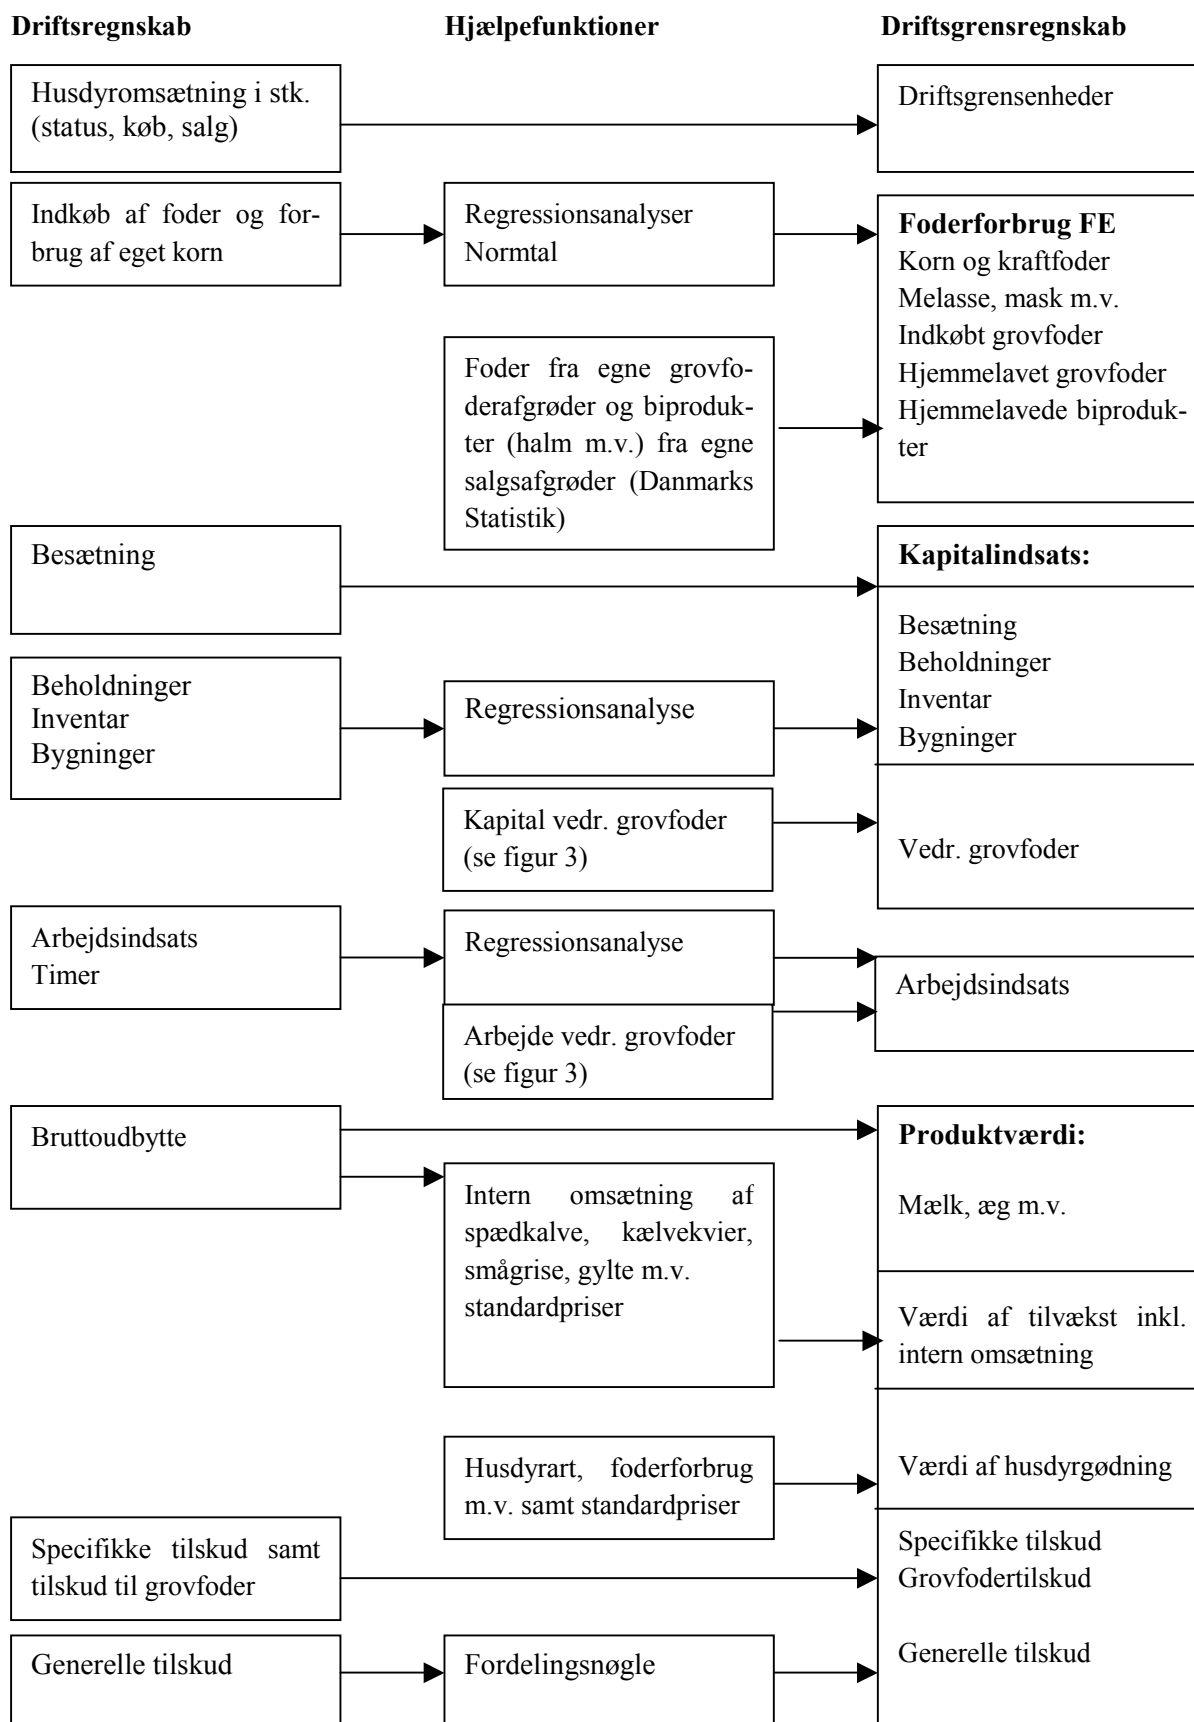 Driftsregnskab
Hjælpefunktioner
Driftsgrensregnskab
Husdyromsætning i stk.
(status, køb, salg)
Driftsgrensenheder
Indkøb af foder og for-
brug af eget korn
Regressionsanalyser
Normtal
Foderforbrug FE
Korn og kraftfoder
Melasse, mask m.v.
Indkøbt grovfoder
Hjemmelavet grovfoder
Hjemmelavede biproduk-
ter
Foder fra egne grovfo-
derafgrøder og biproduk-
ter (halm m.v.) fra egne
salgsafgrøder (Danmarks
Statistik)
Besætning
Kapitalindsats:
Besætning
Beholdninger
Inventar
Bygninger
Beholdninger
Inventar
Bygninger
Regressionsanalyse
Kapital vedr. grovfoder
(se figur 3)
Vedr. grovfoder
Arbejdsindsats
Timer
Regressionsanalyse
Arbejdsindsats
Arbejde vedr. grovfoder
(se figur 3)
Bruttoudbytte
Produktværdi:
Mælk, æg m.v.
Intern omsætning af
spædkalve, kælvekvier,
smågrise, gylte m.v.
standardpriser
Værdi af tilvækst inkl.
intern omsætning
Husdyrart, foderforbrug
m.v. samt standardpriser
Værdi af husdyrgødning
Specifikke tilskud samt
tilskud til grovfoder
Specifikke tilskud
Grovfodertilskud
Generelle tilskud
Fordelingsnøgle
Generelle tilskud